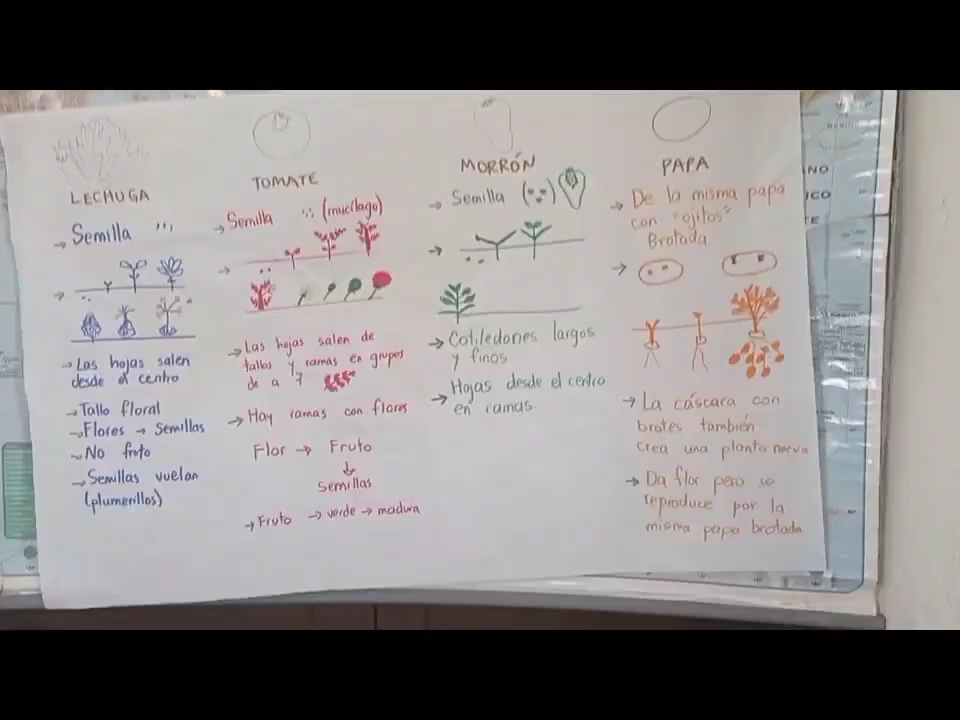 LECHUGA
→ Semilla
→
→ Las hojas salen
desde el centro
→ Tallo floral
→ Flores → Semillas
→ No fruto
→ Semillas vuelan
(plumerillos)
TOMATE
→ Semilla (mucílago)
→
→ Las hojas salen de
tallos y ramas en grupos
de a 7
→ Hay ramas con flores
Flor → Fruto
↓
Semillas
→ Fruto → verde → madura
MORRÓN
→ Semilla
→
→ Cotiledones largos
y finos
→ Hojas desde el centro
en ramas.
PAPA
→ De la misma papa
con "ojitos"
Brotada
→
→ La cáscara con
brotes también
crea una planta nueva
→ Da flor pero se
reproduce por la
misma papa brotada
NO
ICO
TE